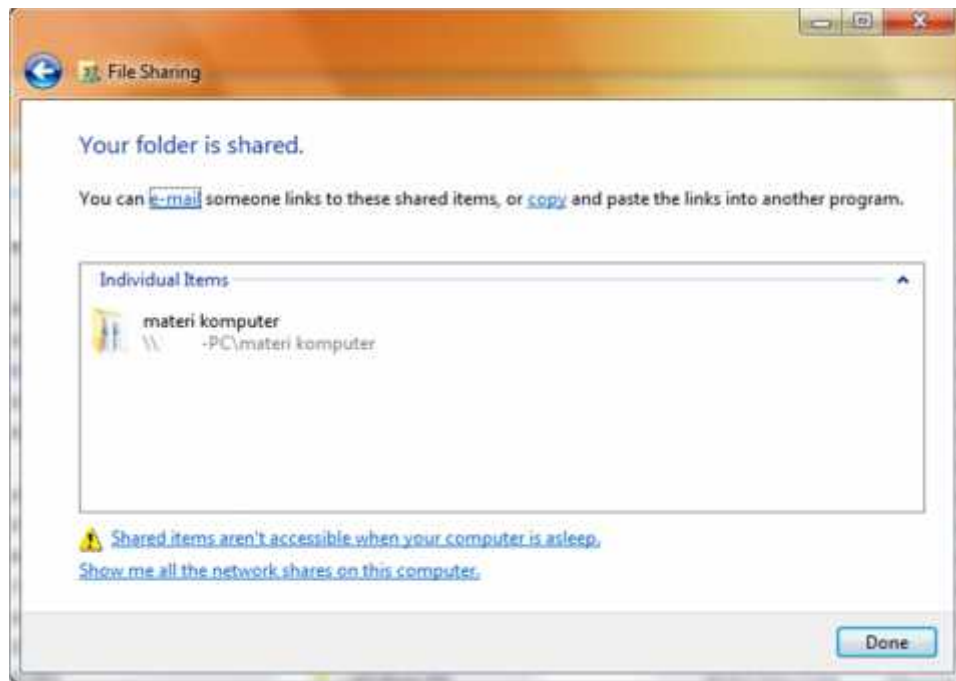 File Sharing
Your folder is shared.
You can e-mail someone links to these shared items, or copy and paste the links into another program.
Individual Items
materi komputer
\\ -PC\materi komputer
Shared items aren't accessible when your computer is asleep.
Show me all the network shares on this computer.
Done